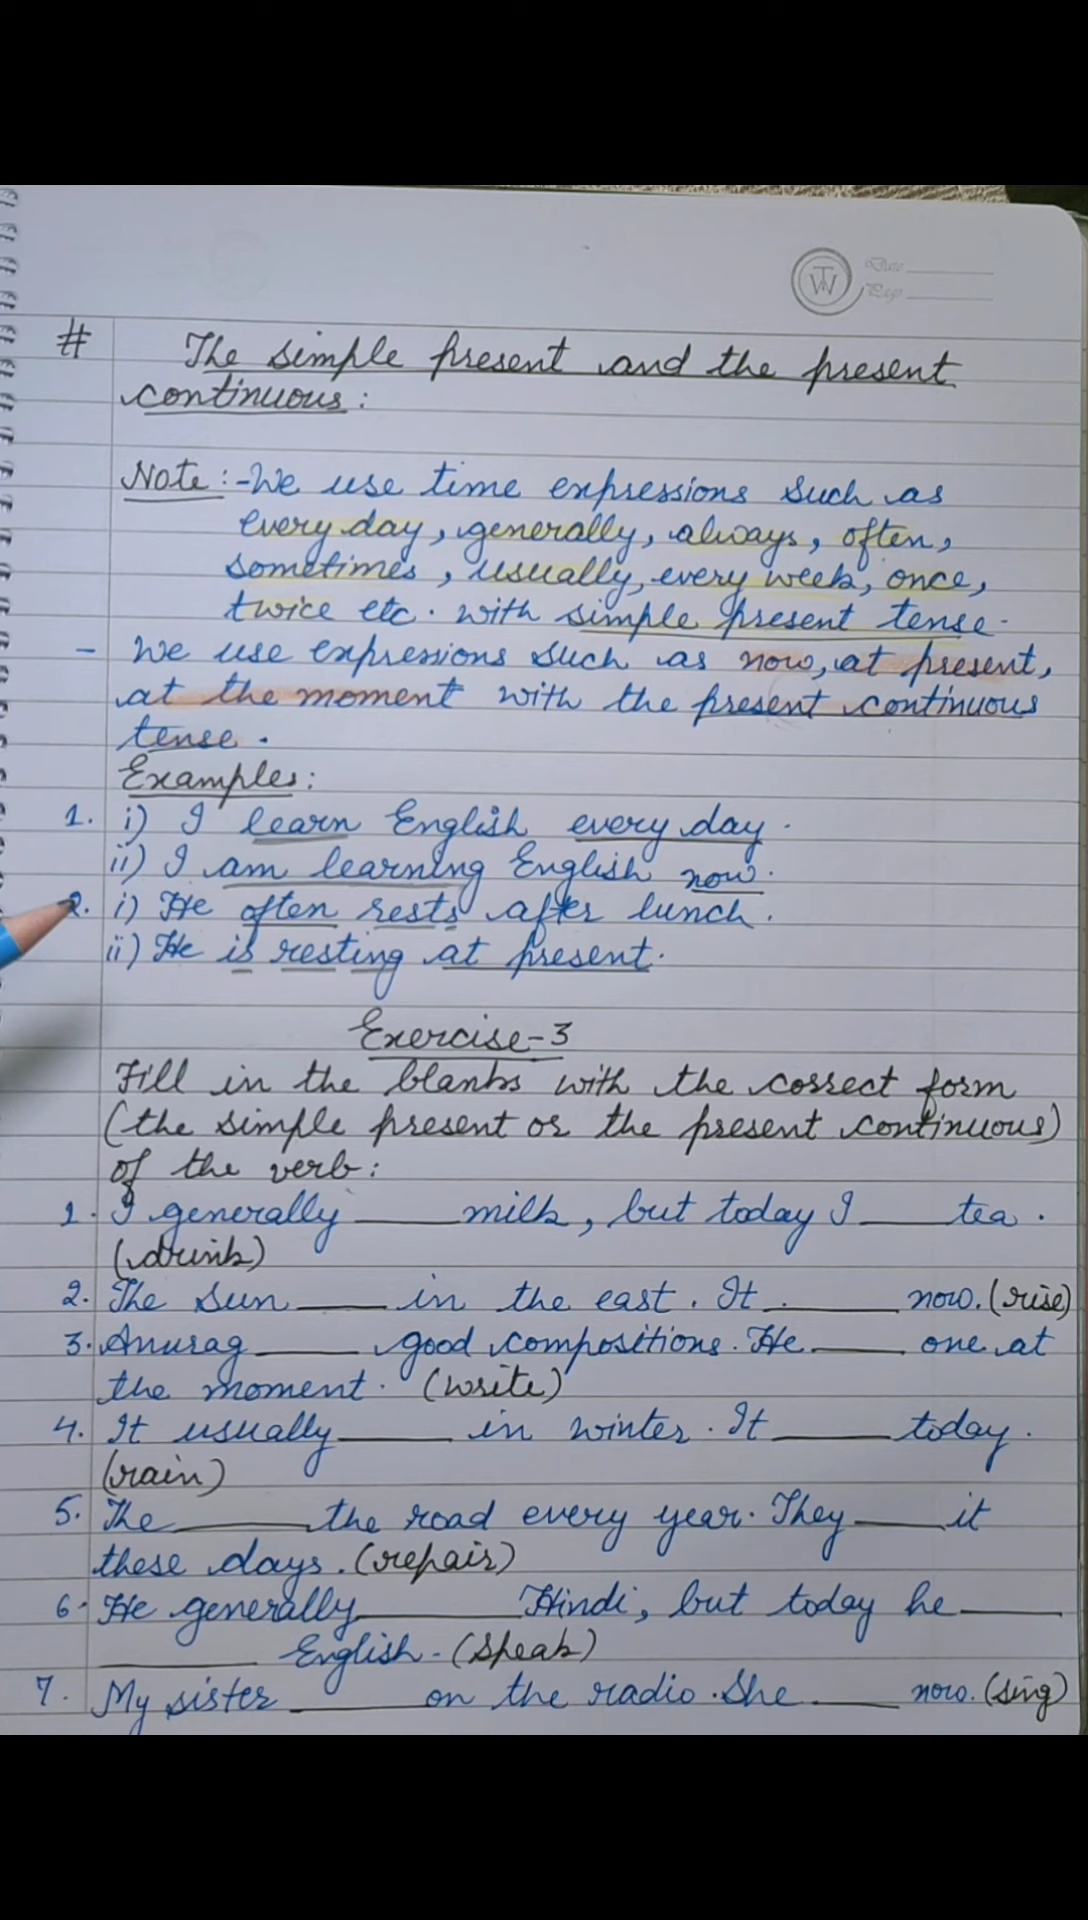 TW
Date
Page
# The simple present and the present
continuous:
Note:-We use time expressions such as
every day, generally, always, often,
sometimes, usually, every week, once,
twice etc. with simple present tense.
- We use expressions such as now, at present,
at the moment with the present continuous
tense.
Examples:
1. i) I learn English every day.
ii) I am learning English now.
2. i) He often rests after lunch.
ii) He is resting at present.
Exercise-3
Fill in the blanks with the correct form
(the simple present or the present continuous)
of the verb:
1. I generally ____ milk, but today I ____ tea.
(drink)
2. The sun ____ in the east. It ____ now. (rise)
3. Anurag ____ good compositions. He ____ one at
the moment. (write)
4. It usually ____ in winter. It ____ today.
(rain)
5. The ____ the road every year. They ____ it
these days. (repair)
6. He generally ____ Hindi, but today he ____
____ English. (speak)
7. My sister ____ on the radio. She ____ now. (sing)